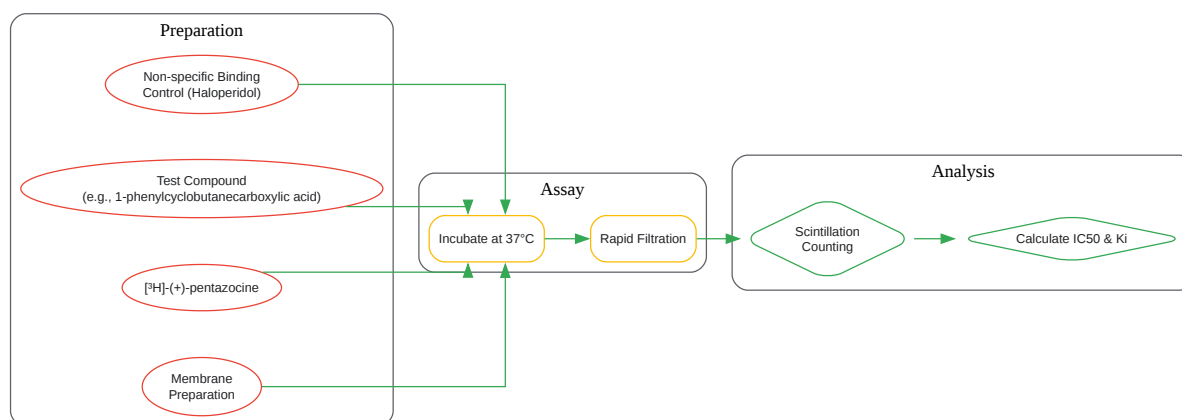 Preparation
Non-specific Binding
Control (Haloperidol)
Test Compound
(e.g., 1-phenylcyclobutanecarboxylic acid)
[³H]-(+)-pentazocine
Membrane
Preparation
Assay
Incubate at 37°C
Rapid Filtration
Analysis
Scintillation
Counting
Calculate IC50 & Ki